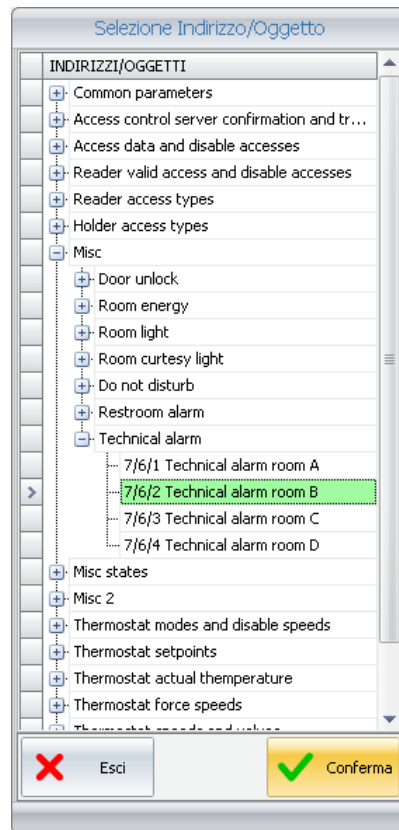 Selezione Indirizzo/Oggetto
INDIRIZZI/OGGETTI
Common parameters
Access control server confirmation and tr...
Access data and disable accesses
Reader valid access and disable accesses
Reader access types
Holder access types
Misc
Door unlock
Room energy
Room light
Room curtesy light
Do not disturb
Restroom alarm
Technical alarm
7/6/1 Technical alarm room A
7/6/2 Technical alarm room B
7/6/3 Technical alarm room C
7/6/4 Technical alarm room D
Misc states
Misc 2
Thermostat modes and disable speeds
Thermostat setpoints
Thermostat actual themperature
Thermostat force speeds
Thermostat speeds and valves
Esci
Conferma